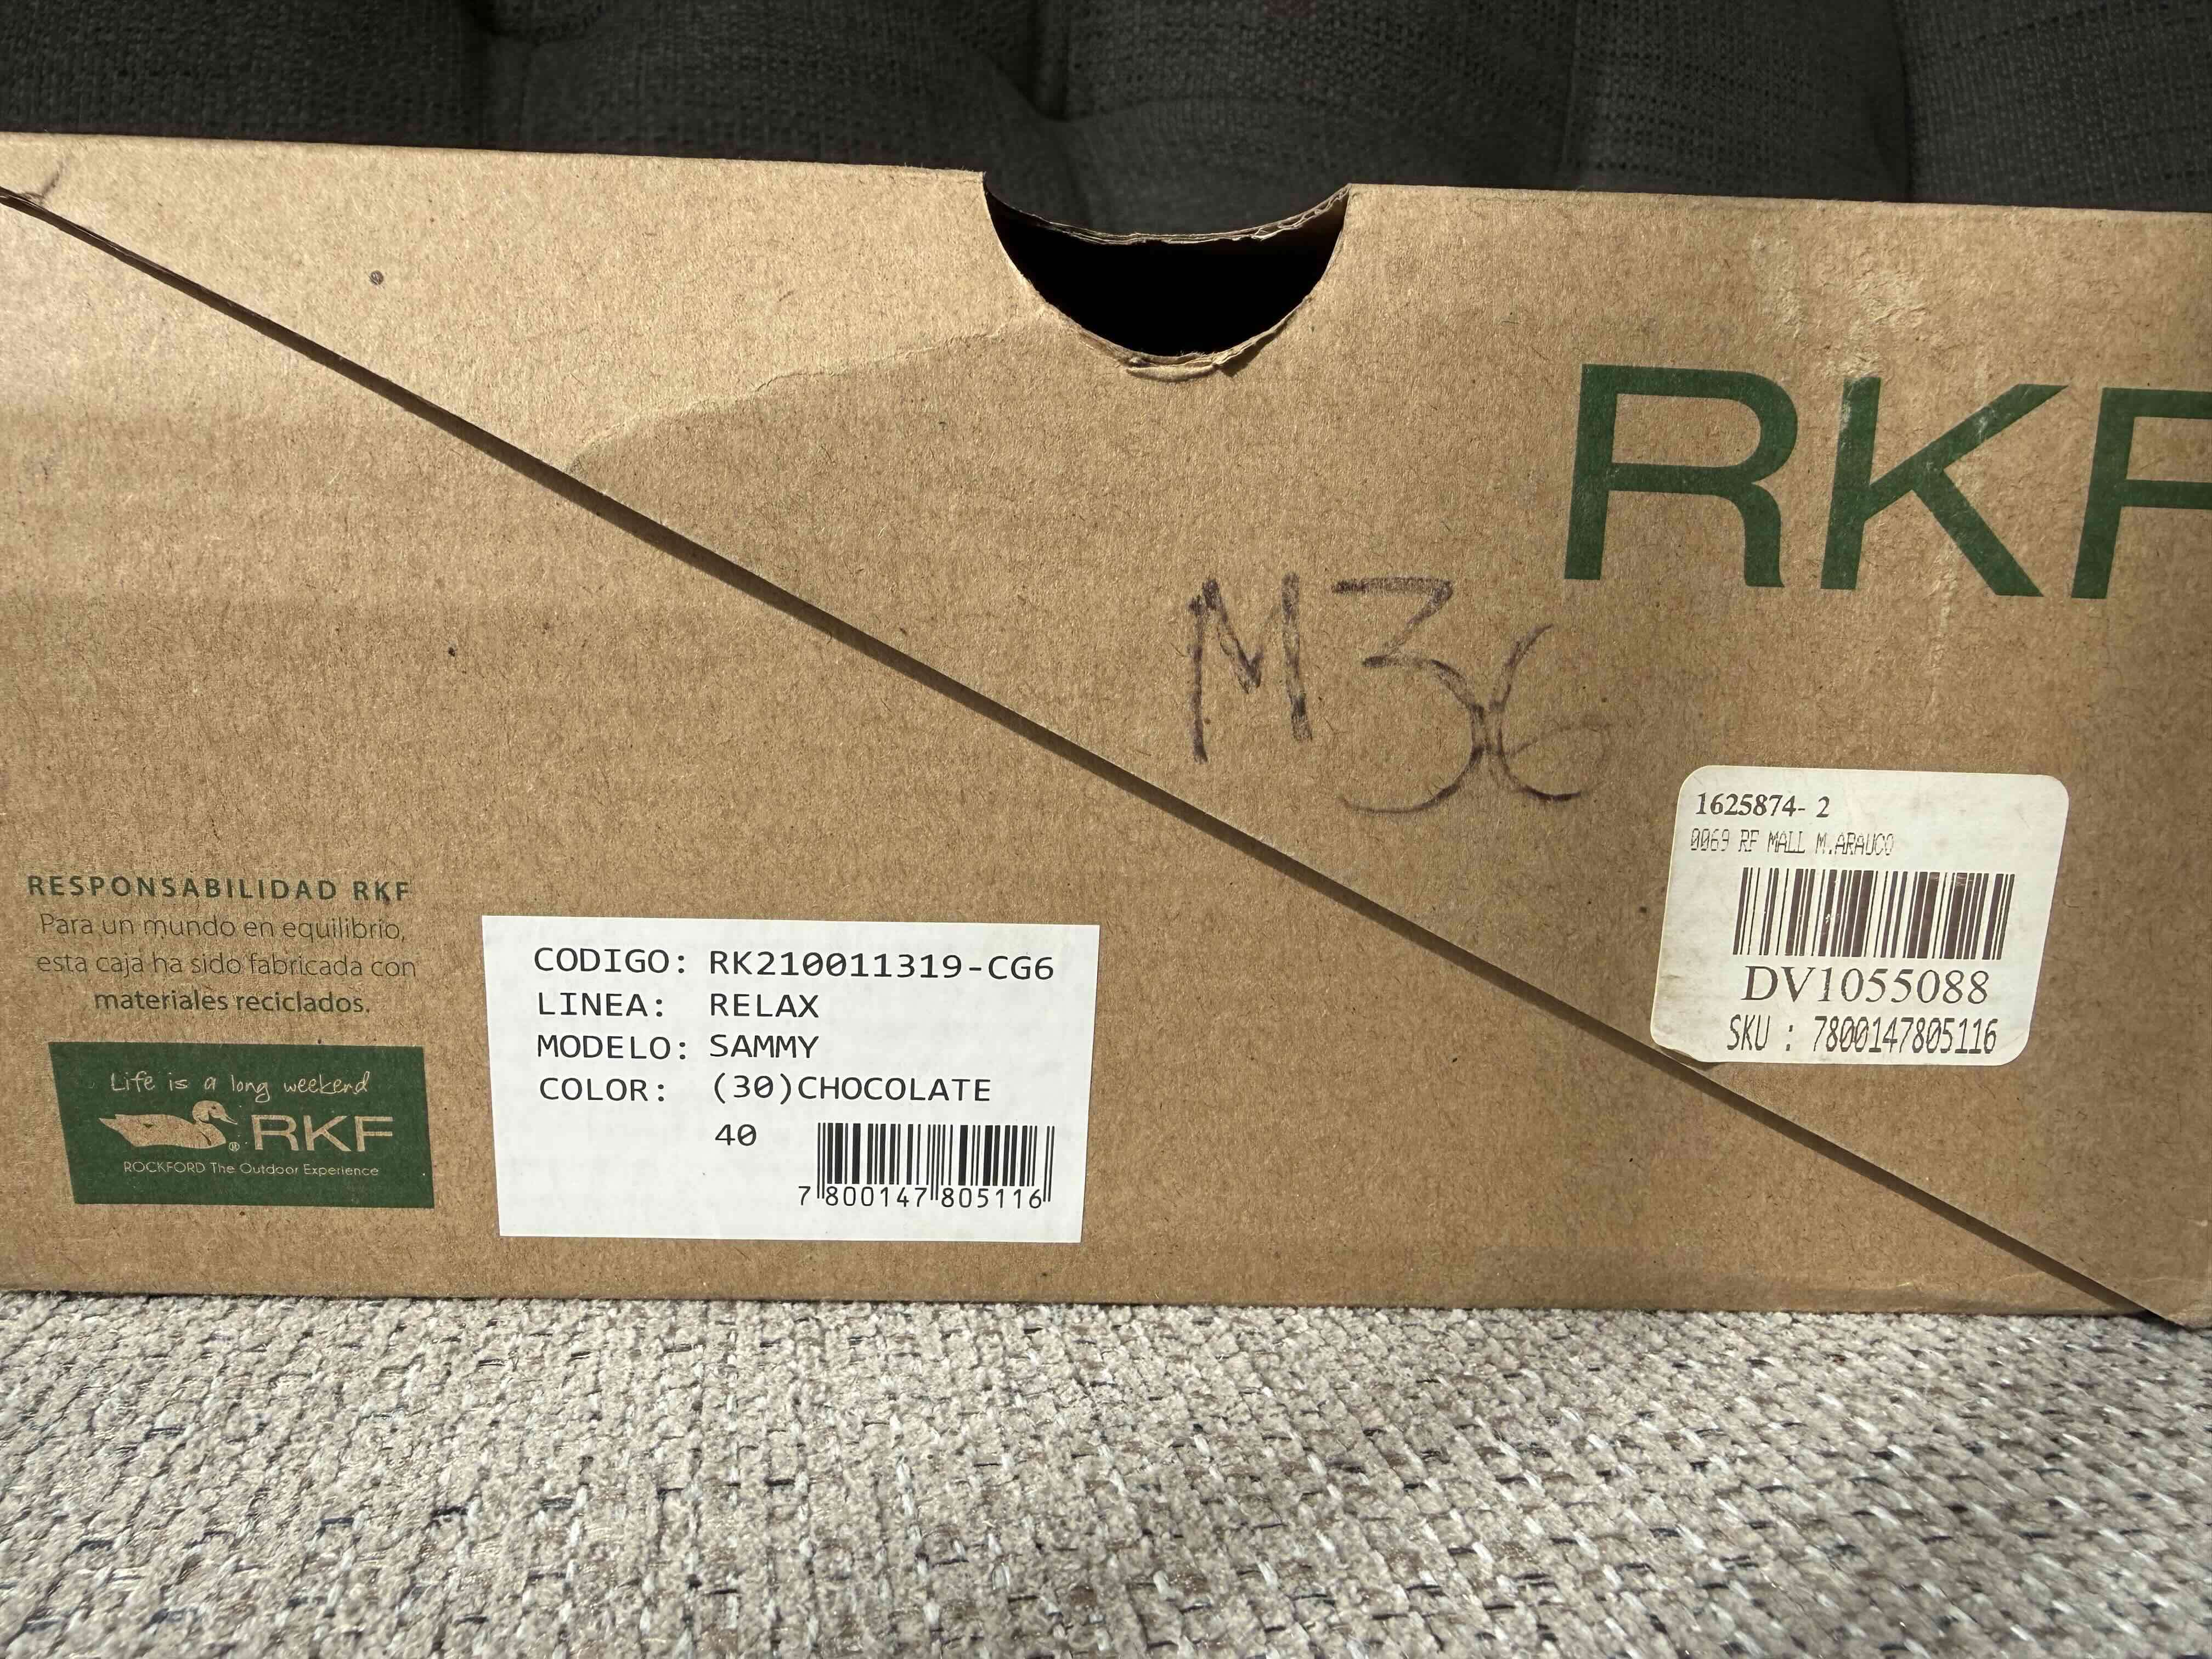 RKF
M36
1625874- 2
0069 RF MALL M.ARAUCO
DV1055088
SKU : 7800147805116
RESPONSABILIDAD RKF
Para un mundo en equilibrio,
esta caja ha sido fabricada con
materiales reciclados.
Life is a long weekend
® RKF
ROCKFORD The Outdoor Experience
CODIGO: RK210011319-CG6
LINEA: RELAX
MODELO: SAMMY
COLOR: (30)CHOCOLATE
40
7 800147 805116